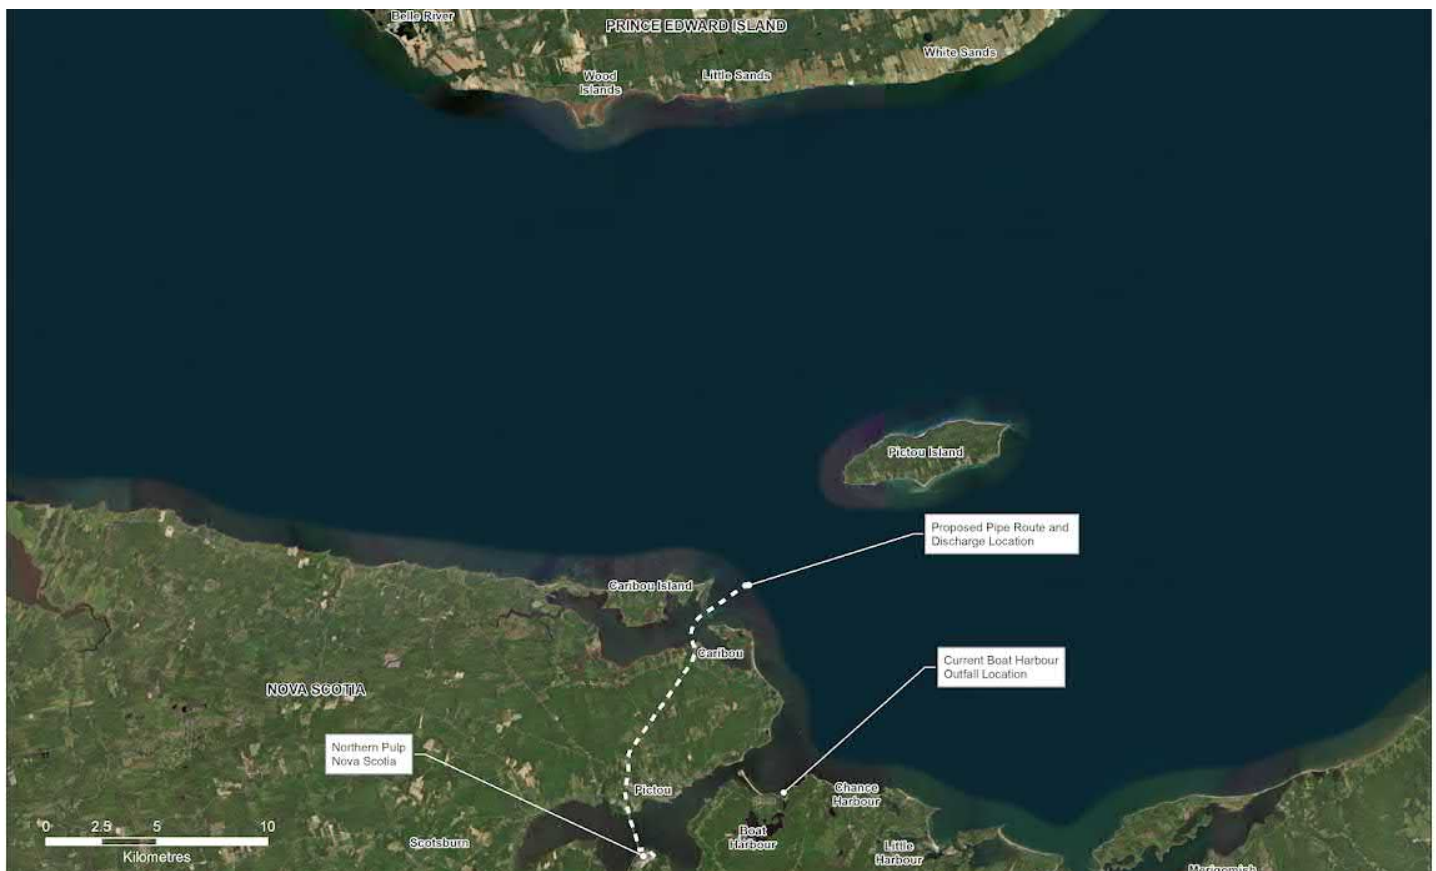 Belle River
PRINCE EDWARD ISLAND
White Sands
Wood
Islands
Little Sands
Pictou Island
Proposed Pipe Route and
Discharge Location
Caribou Island
Caribou
Current Boat Harbour
Outfall Location
NOVA SCOTIA
Northern Pulp
Nova Scotia
Pictou
Chance
Harbour
Boat
Harbour
Scotsburn
Little
Harbour
Merigomish
0 2.5 5 10
Kilometres